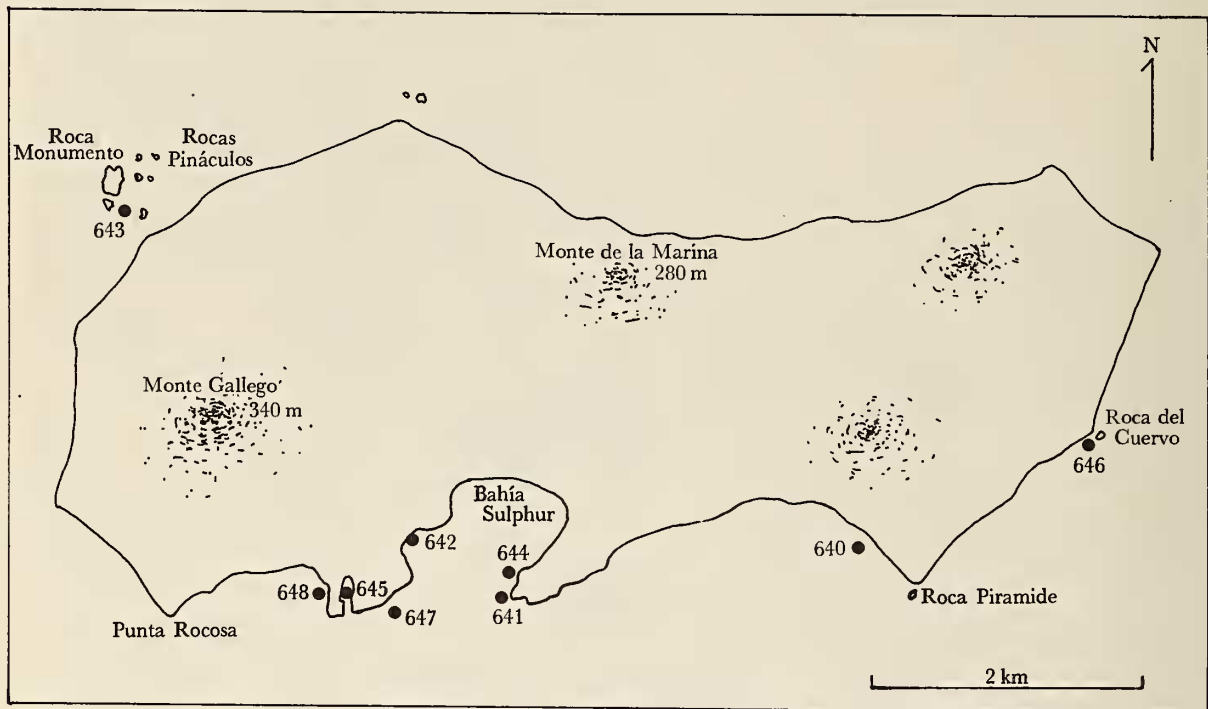 N
Roca
Monumento
Rocas
Pináculos
643
Monte de la Marina
280 m
Monte Gallego
340 m
Roca del
Cuervo
646
Bahía
Sulphur
642
644
640
648
645
647
641
Roca Piramide
Punta Rocosa
2 km